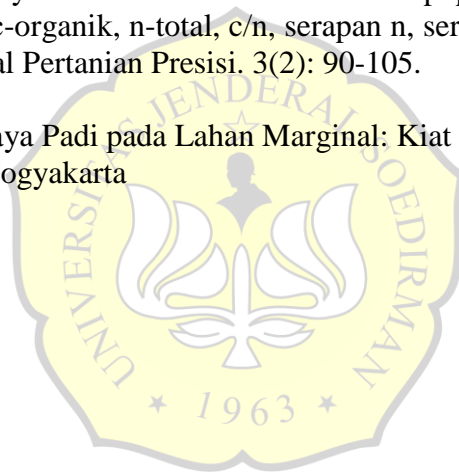 c-organik, n-total, c/n, serapan n, ser
al Pertanian Presisi. 3(2): 90-105.
aya Padi pada Lahan Marginal: Kiat
ogyakarta
UNIVERSITAS JENDERAL SOEDIRMAN
* 1963 *